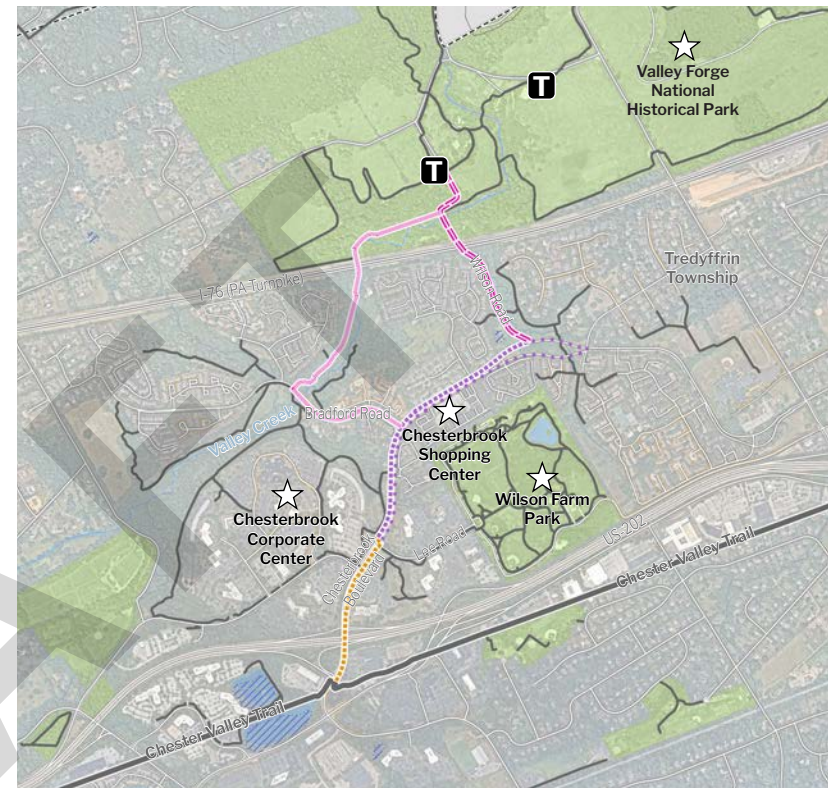 T
Valley Forge
National
Historical Park
T
Tredyffrin
Township
Wilson Road
I-76 (PA Turnpike)
Bradford Road
Valley Creek
Chesterbrook
Shopping
Center
Wilson Farm
Park
Chesterbrook
Corporate
Center
Chesterbrook
Boulevard
Lee Road
US-202
Chester Valley Trail
Chester Valley Trail